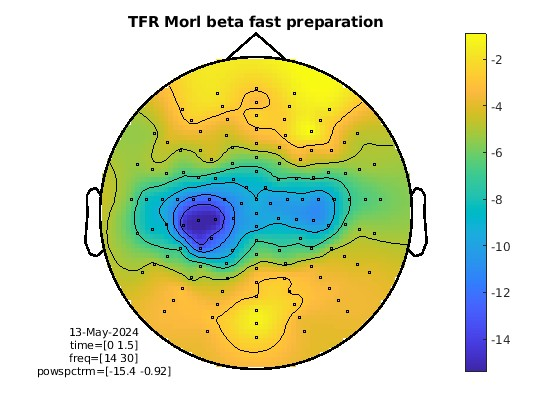 TFR Morl beta fast preparation
-2
-4
-6
-8
-10
-12
-14
13-May-2024
time=[0 1.5]
freq=[14 30]
powspctrm=[-15.4 -0.92]